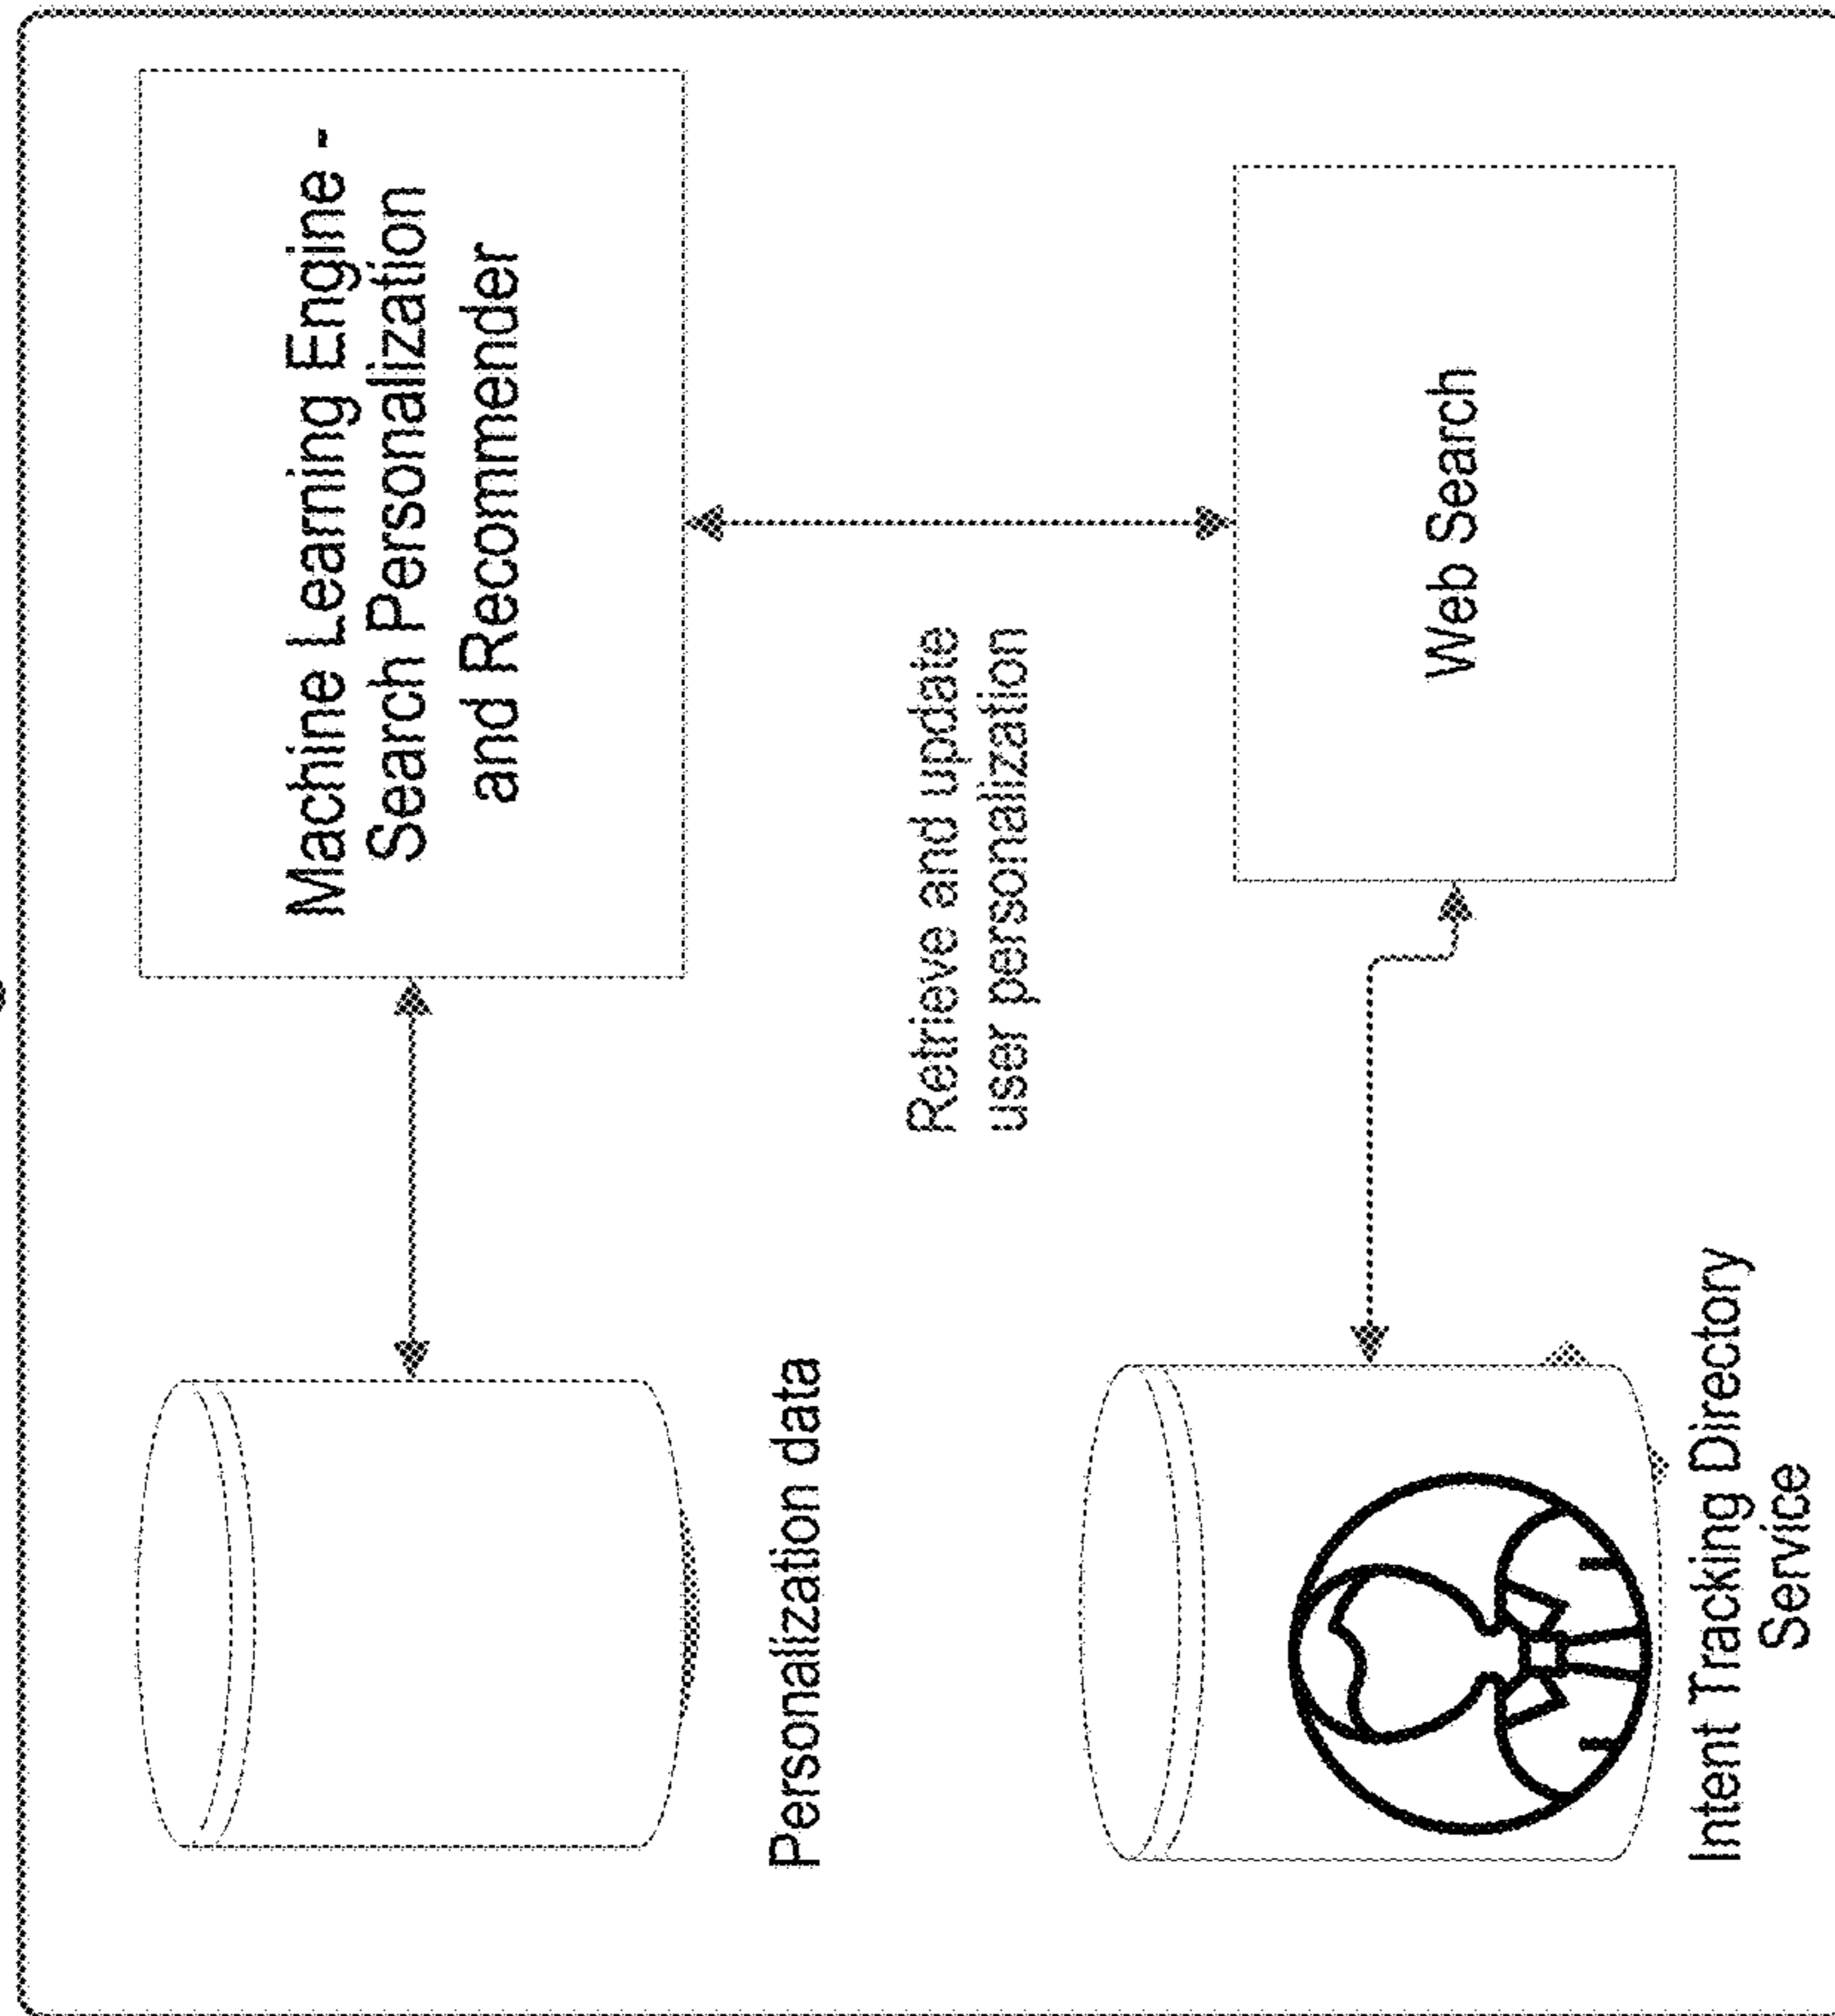 Machine Learning Engine -
Search Personalization
and Recommender
Personalization data
Retrieve and update
user personalization
Web Search
Intent Tracking Directory
Service